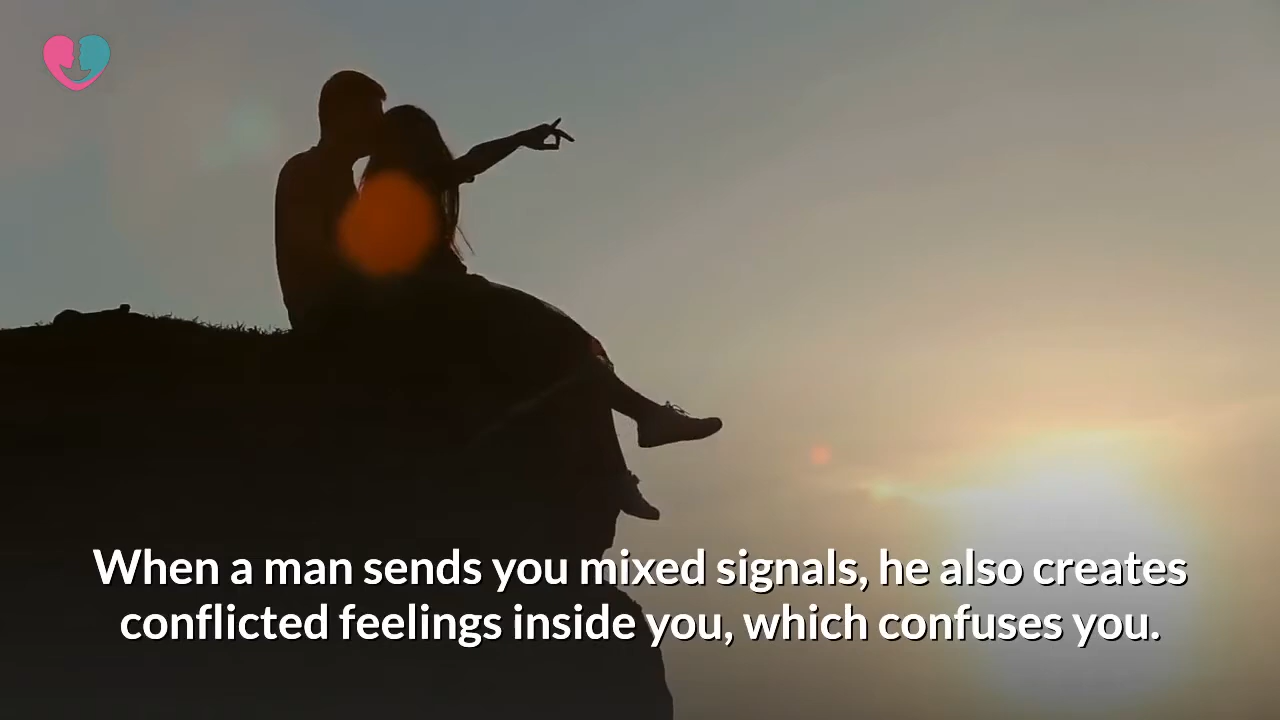 When a man sends you mixed signals, he also creates
conflicted feelings inside you, which confuses you.